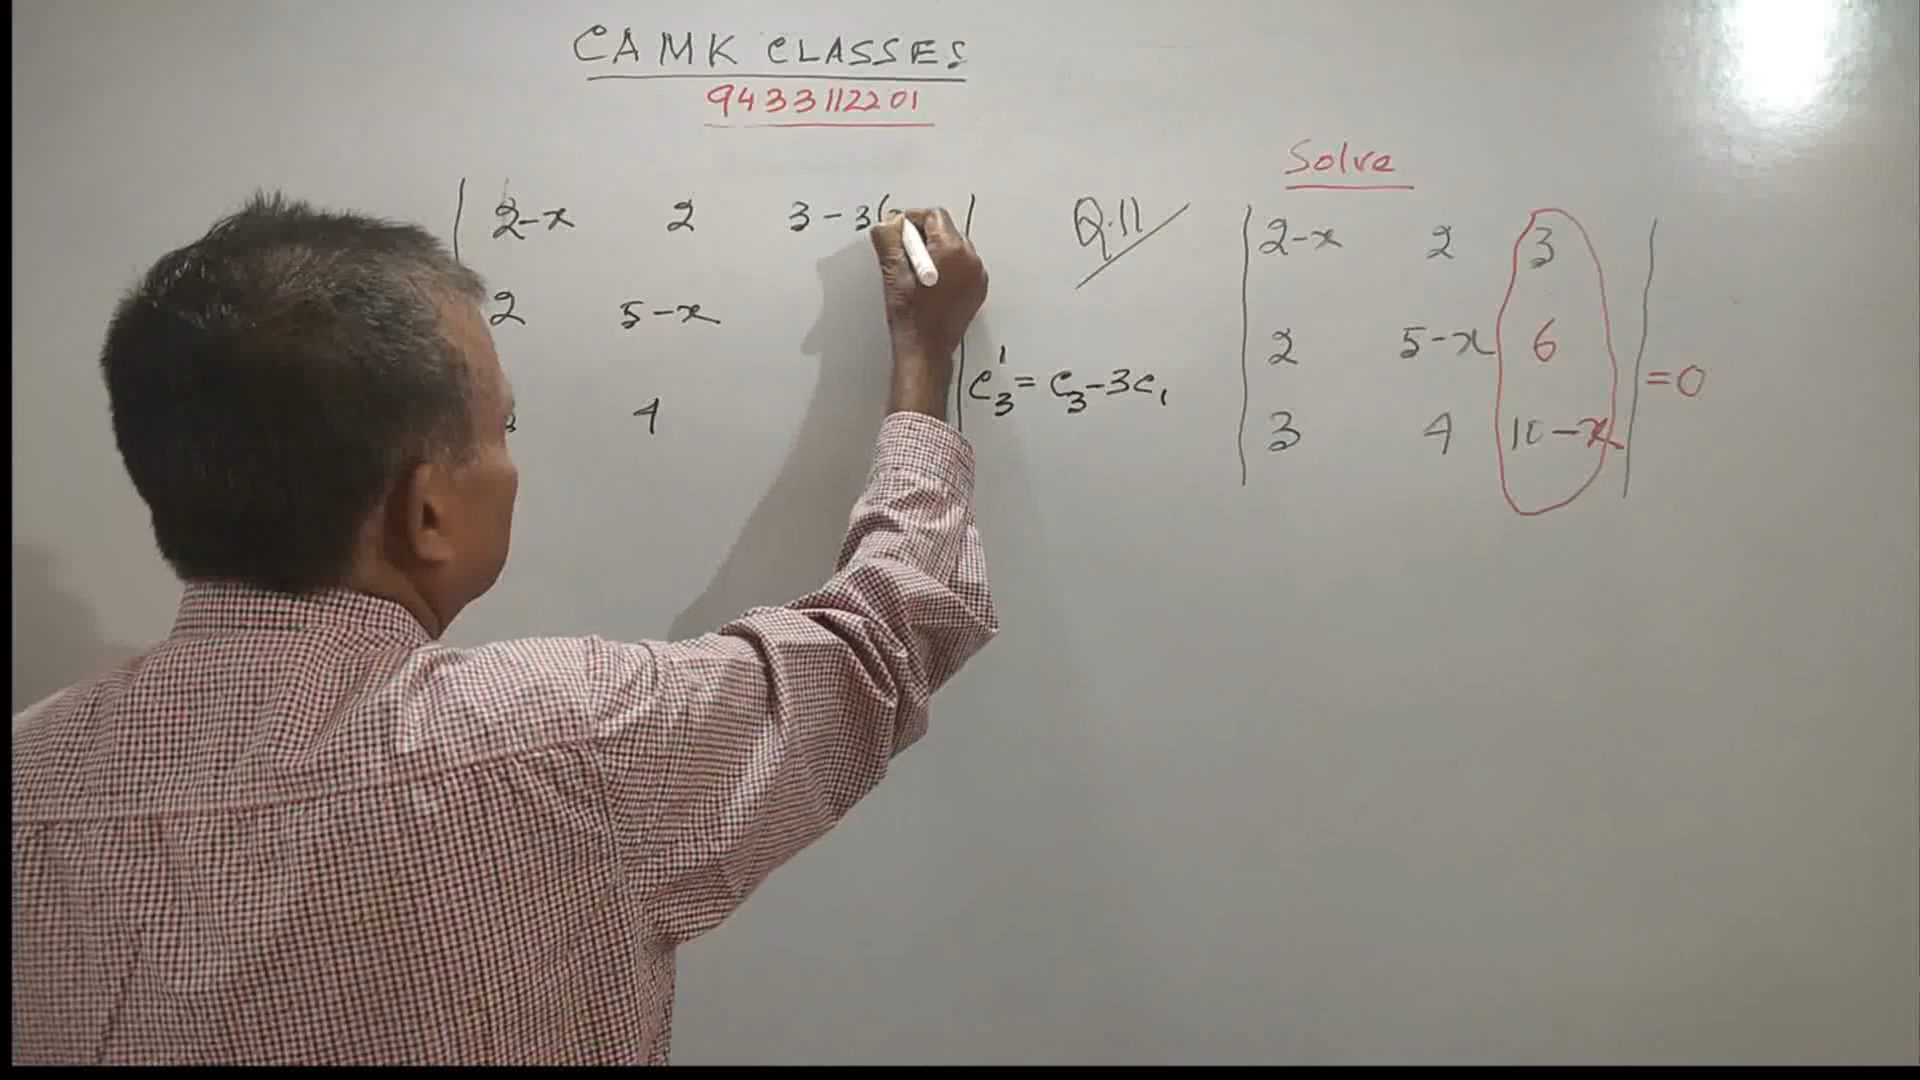 CAMK CLASSES
9433112201
2-x 2 3-3(
2 5-x
4
C₃' = C₃-3C₁
Q.11
Solve
2-x 2 3
2 5-x 6
3 4 10-x
=0